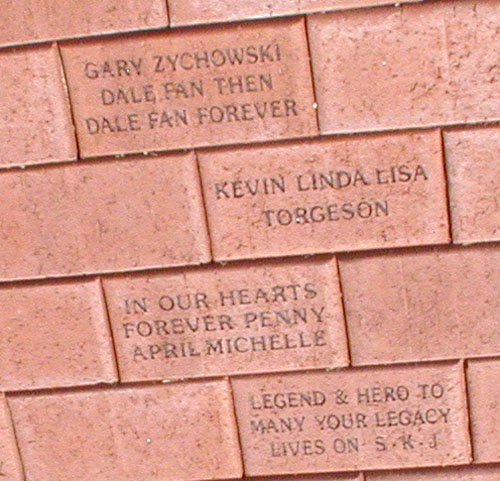 GARY ZYCHOWSKI
DALE FAN THEN
DALE FAN FOREVER
KEVIN LINDA LISA
TORGESON
IN OUR HEARTS
FOREVER PENNY
APRIL MICHELLE
LEGEND & HERO TO
MANY YOUR LEGACY
LIVES ON S·K·J